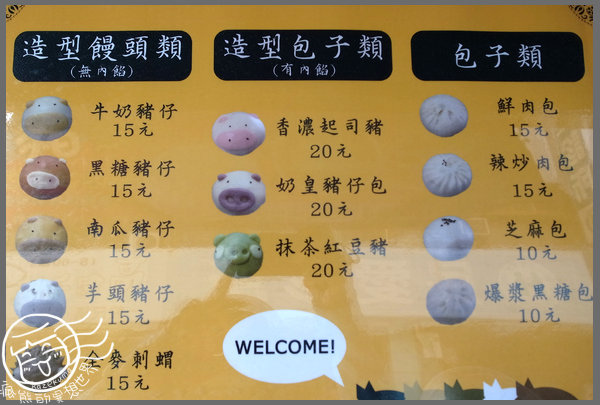 造型饅頭類
(無內餡)
牛奶豬仔
15元
黑糖豬仔
15元
南瓜豬仔
15元
芋頭豬仔
15元
全麥刺蝟
15元
造型包子類
(有內餡)
香濃起司豬
20元
奶皇豬仔包
20元
抹茶紅豆豬
20元
包子類
鮮肉包
15元
辣炒肉包
15元
芝麻包
10元
爆漿黑糖包
10元
WELCOME!